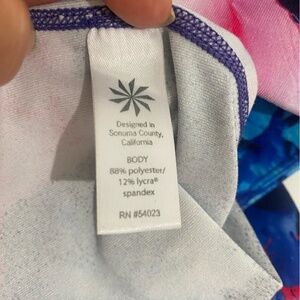 Designed in
Sonoma County,
California
BODY
88% polyester/
12% lycra®
spandex
RN #54023